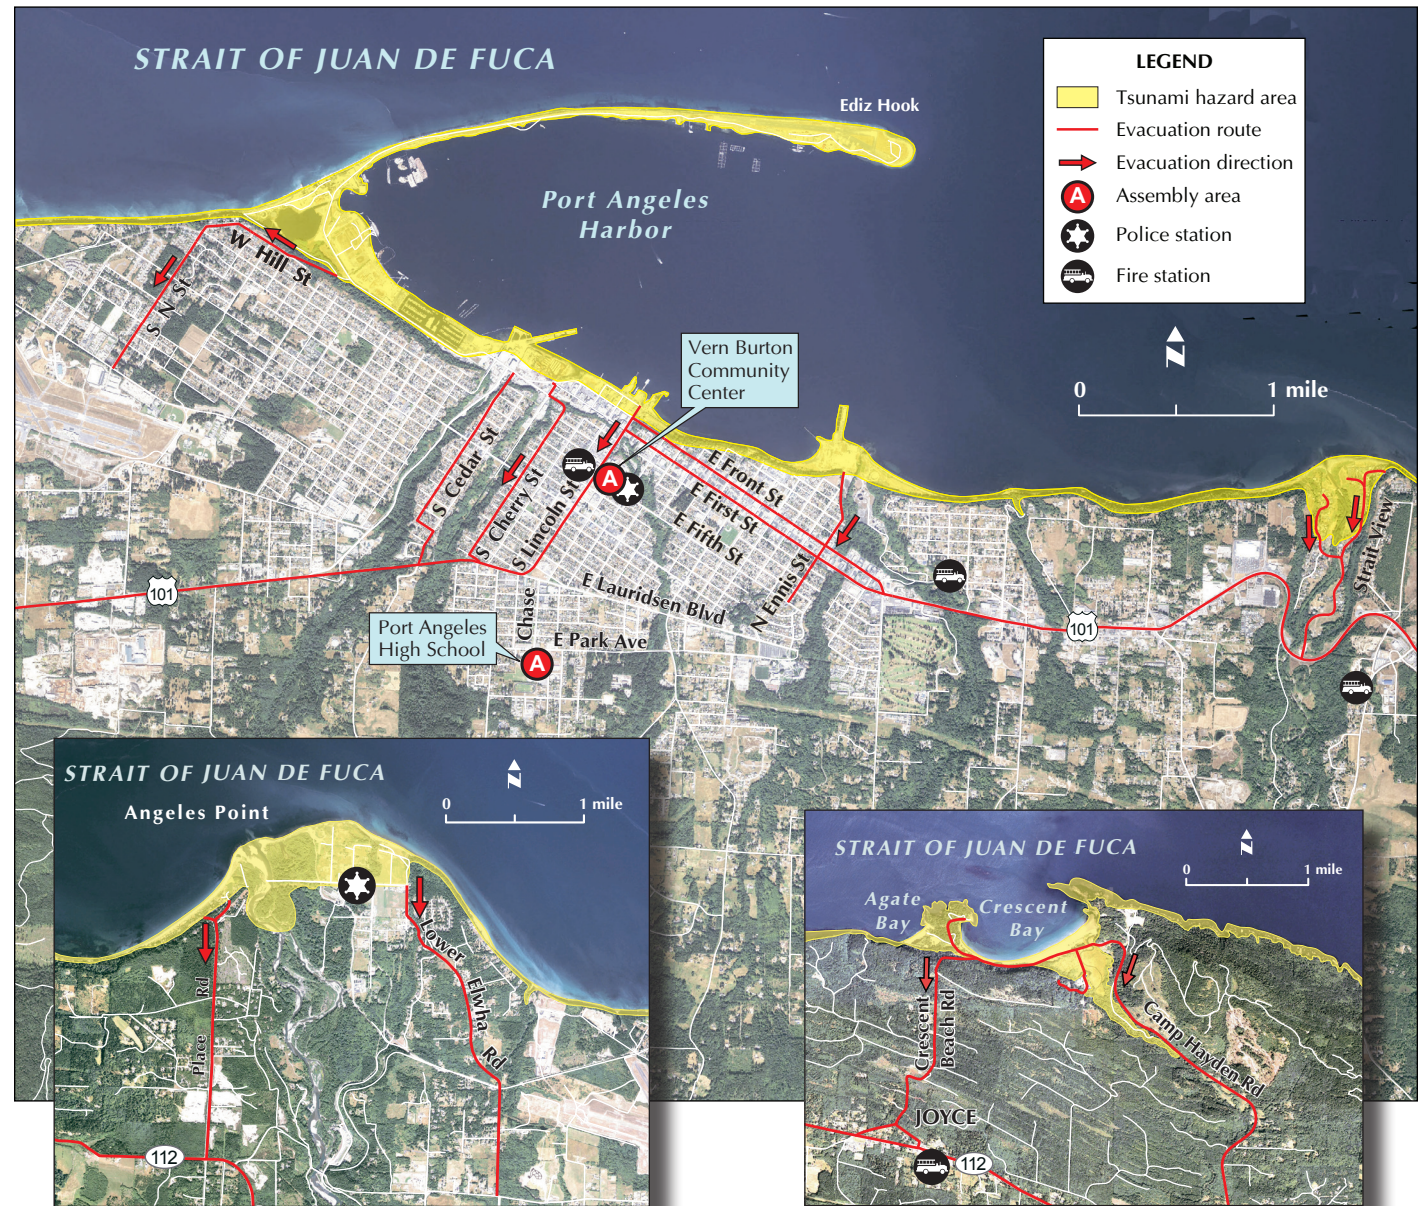 STRAIT OF JUAN DE FUCA
Ediz Hook
LEGEND
Tsunami hazard area
Evacuation route
Evacuation direction
A
Assembly area
Police station
Fire station
Port Angeles
Harbor
N
0
1 mile
W Hill St
S N St
Vern Burton
Community
Center
S Cedar St
S Cherry St
S Lincoln St
A
E Front St
E First St
E Fifth St
N Ennis St
Strait View
101
101
E Lauridsen Blvd
Chase
E Park Ave
Port Angeles
High School
A
STRAIT OF JUAN DE FUCA
Angeles Point
N
0
1 mile
Place Rd
Lower Elwha Rd
112
STRAIT OF JUAN DE FUCA
N
0
1 mile
Agate
Bay
Crescent
Bay
Crescent
Beach Rd
Camp Hayden Rd
JOYCE
112